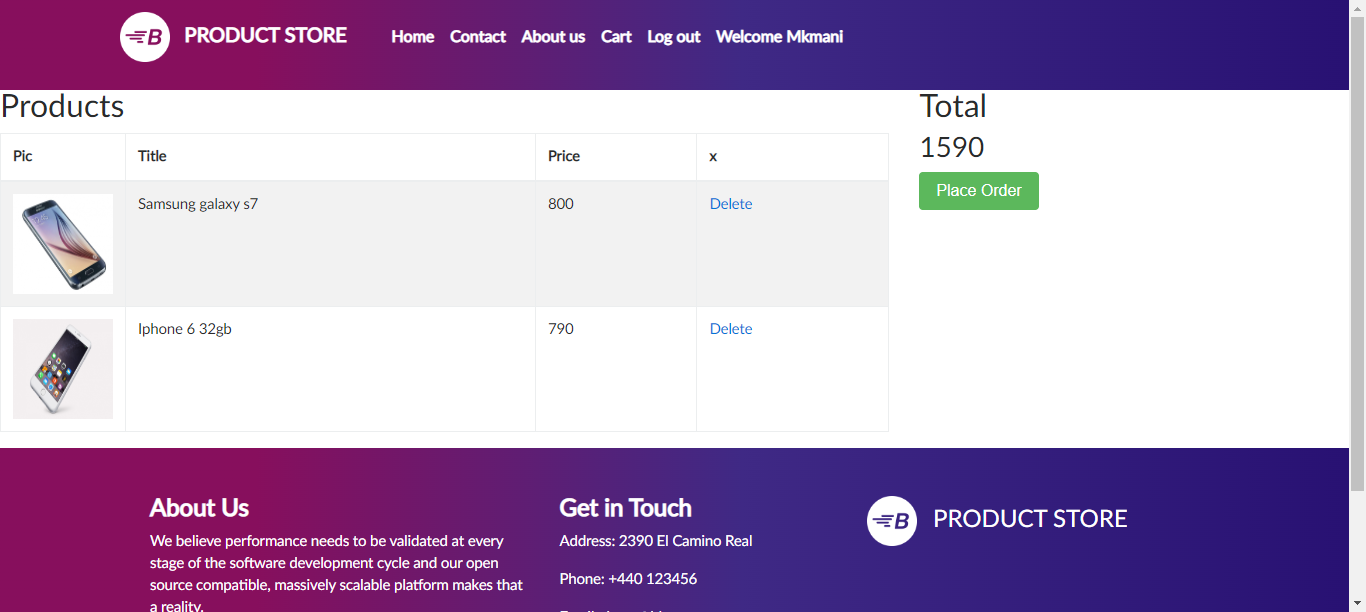 B PRODUCT STORE Home Contact About us Cart Log out Welcome Mkmani
Products
Pic Title Price x
Samsung galaxy s7 800 Delete
Iphone 6 32gb 790 Delete
Total
1590
Place Order
About Us
We believe performance needs to be validated at every
stage of the software development cycle and our open
source compatible, massively scalable platform makes that
a reality.
Get in Touch
Address: 2390 El Camino Real
Phone: +440 123456
B PRODUCT STORE